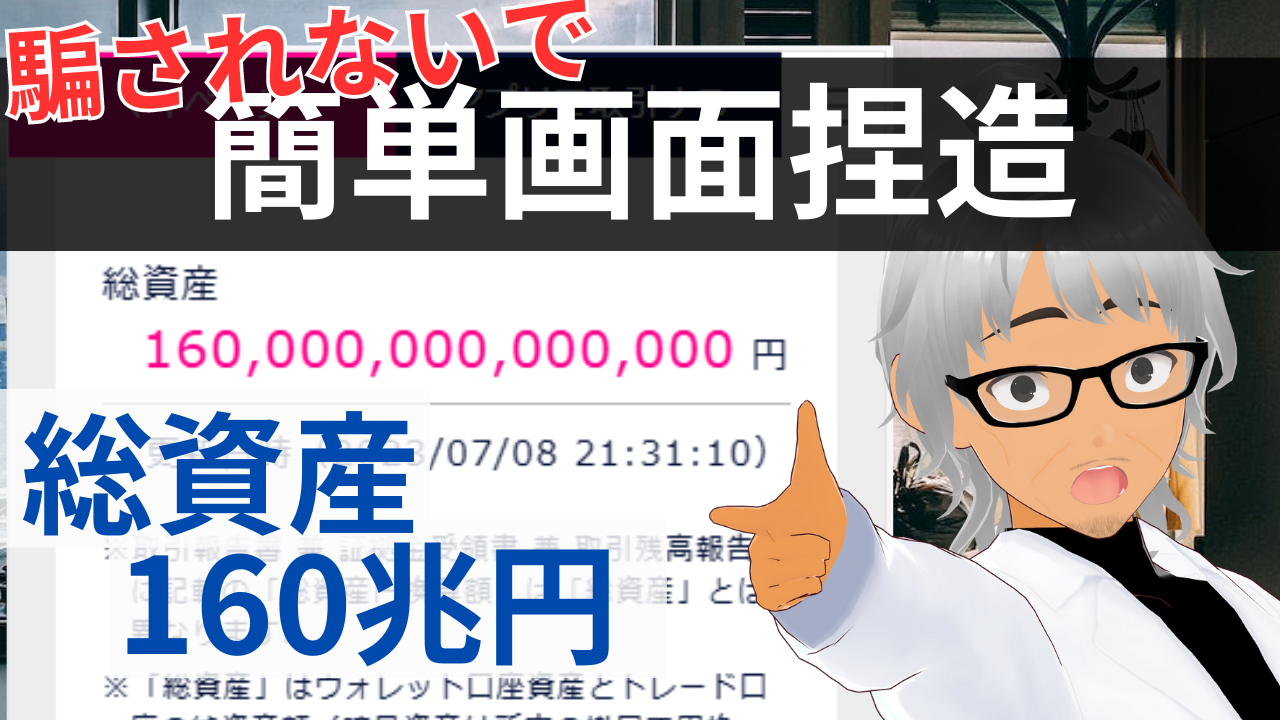 騙されないで
簡単画面捏造
総資産
160,000,000,000,000 円
/07/08 21:31:10）
総資産
160兆円
高報告
」とは
※「総資産」はウォレット口座資産とトレード口